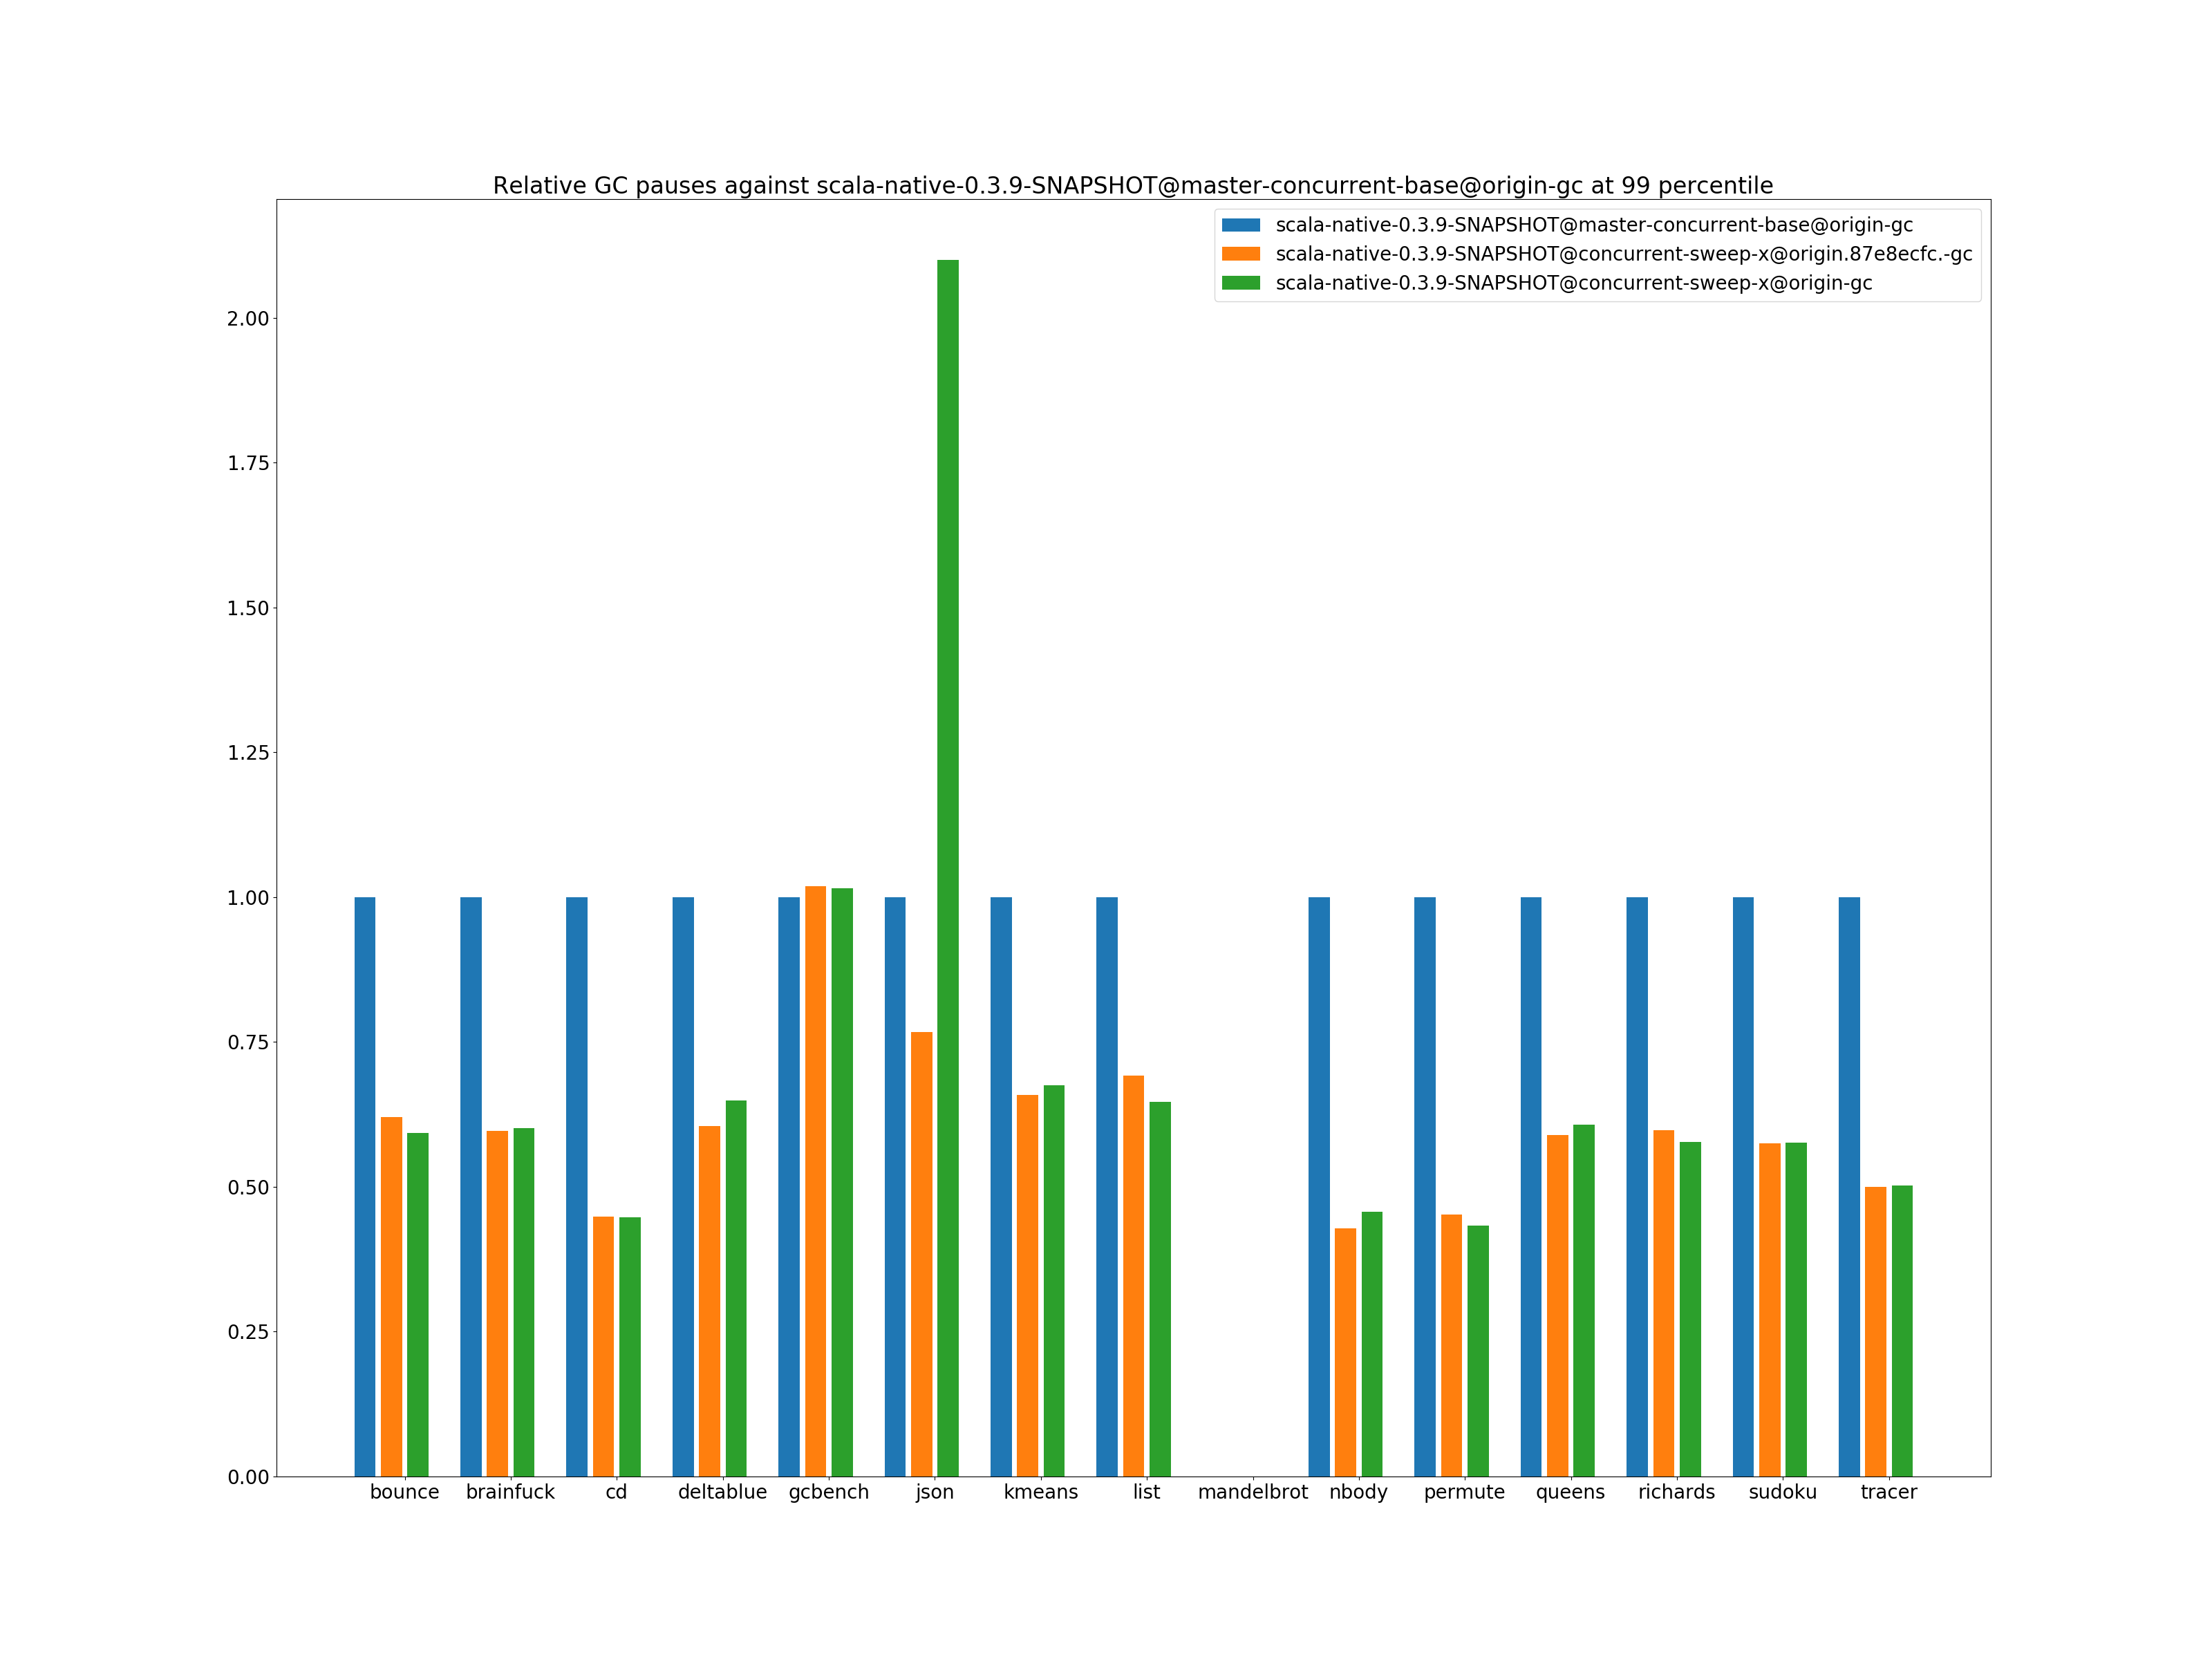 Relative GC pauses against scala-native-0.3.9-SNAPSHOT@master-concurrent-base@origin-gc at 99 percentile
scala-native-0.3.9-SNAPSHOT@master-concurrent-base@origin-gc
scala-native-0.3.9-SNAPSHOT@concurrent-sweep-x@origin.87e8ecfc.-gc
scala-native-0.3.9-SNAPSHOT@concurrent-sweep-x@origin-gc
2.00
1.75
1.50
1.25
1.00
0.75
0.50
0.25
0.00
bounce brainfuck cd deltablue gcbench json kmeans list mandelbrot nbody permute queens richards sudoku tracer